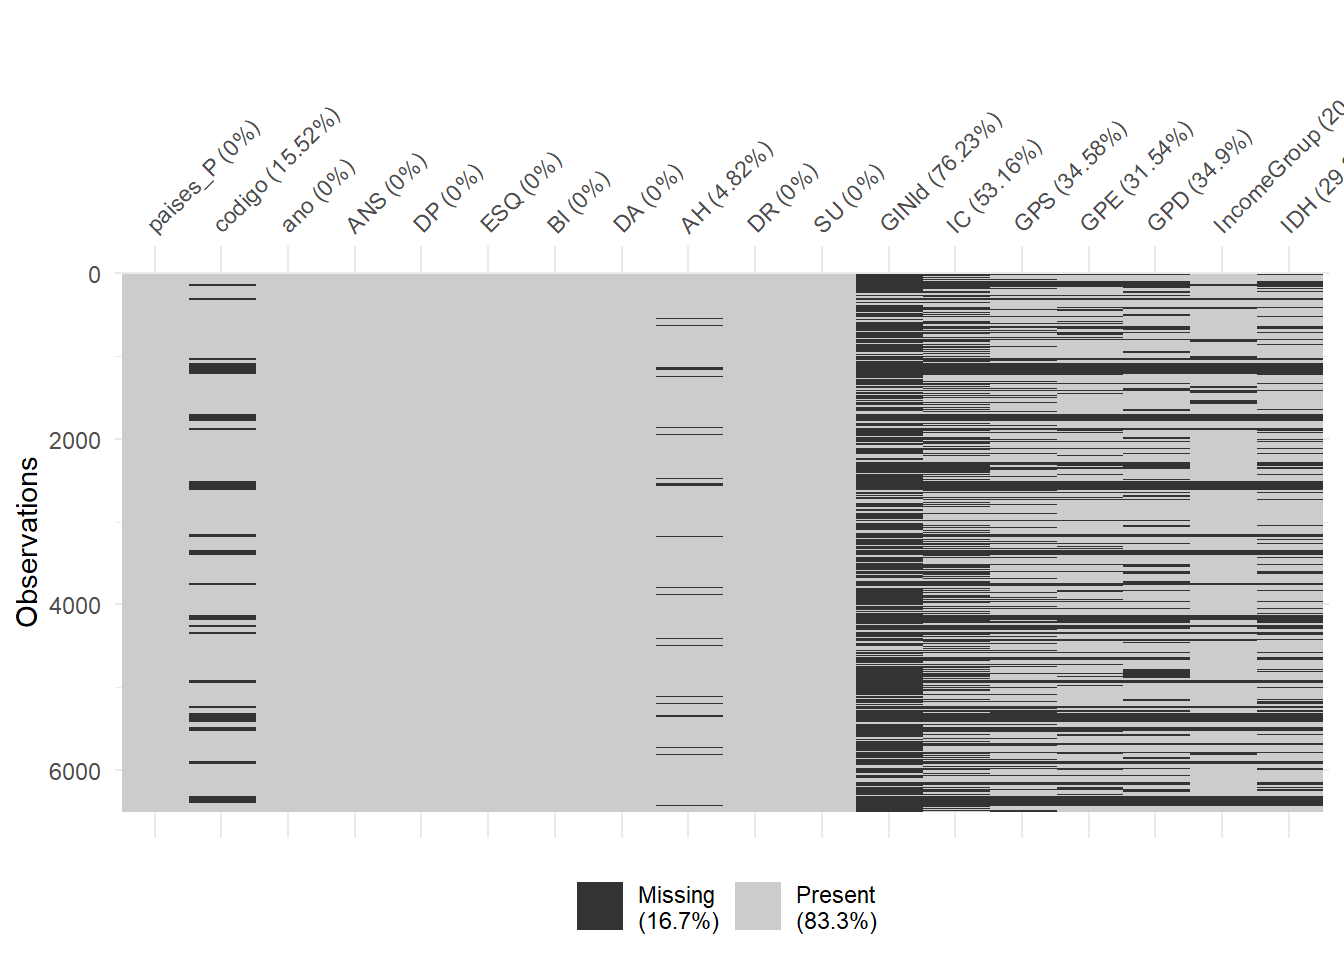 paises_P (0%)
codigo (15.52%)
ano (0%)
ANS (0%)
DP (0%)
ESQ (0%)
BI (0%)
DA (0%)
AH (4.82%)
DR (0%)
SU (0%)
GINId (76.23%)
IC (53.16%)
GPS (34.58%)
GPE (31.54%)
GPD (34.9%)
IncomeGroup (20
IDH (29.
0
2000
4000
6000
Observations
Missing
(16.7%)
Present
(83.3%)